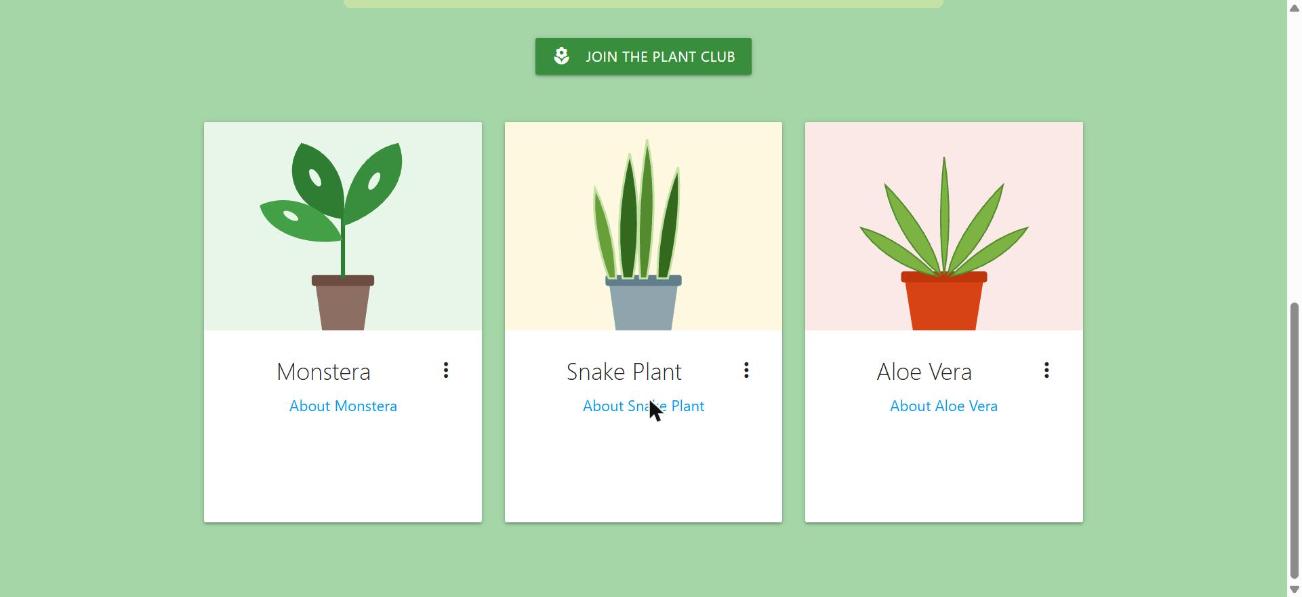 JOIN THE PLANT CLUB
Monstera
About Monstera
Snake Plant
About Snake Plant
Aloe Vera
About Aloe Vera